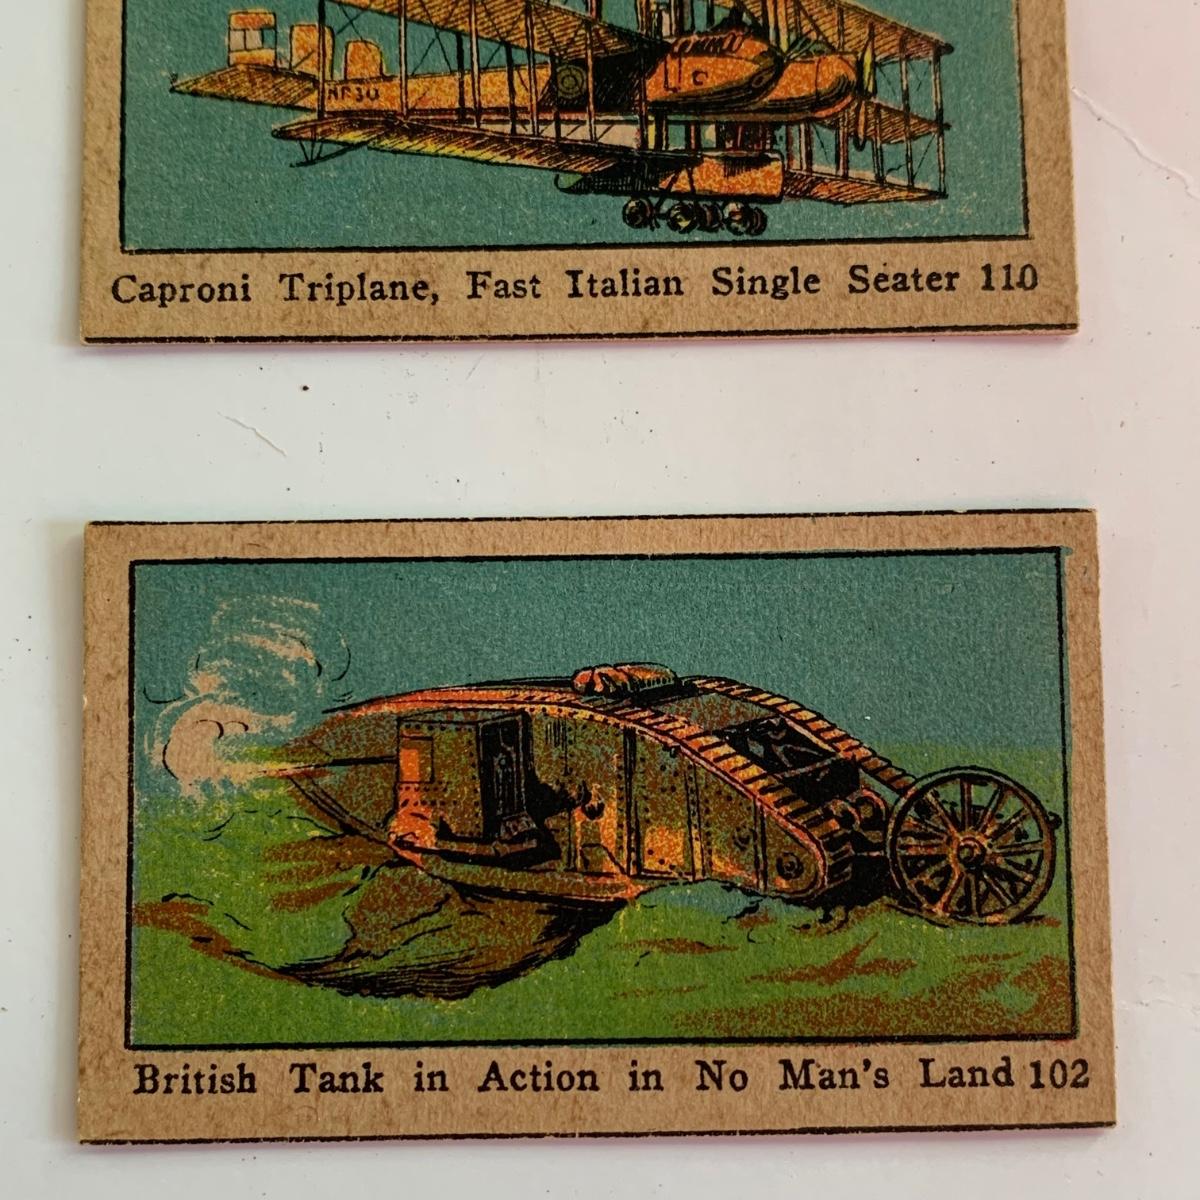 Caproni Triplane, Fast Italian Single Seater 110
British Tank in Action in No Man's Land 102